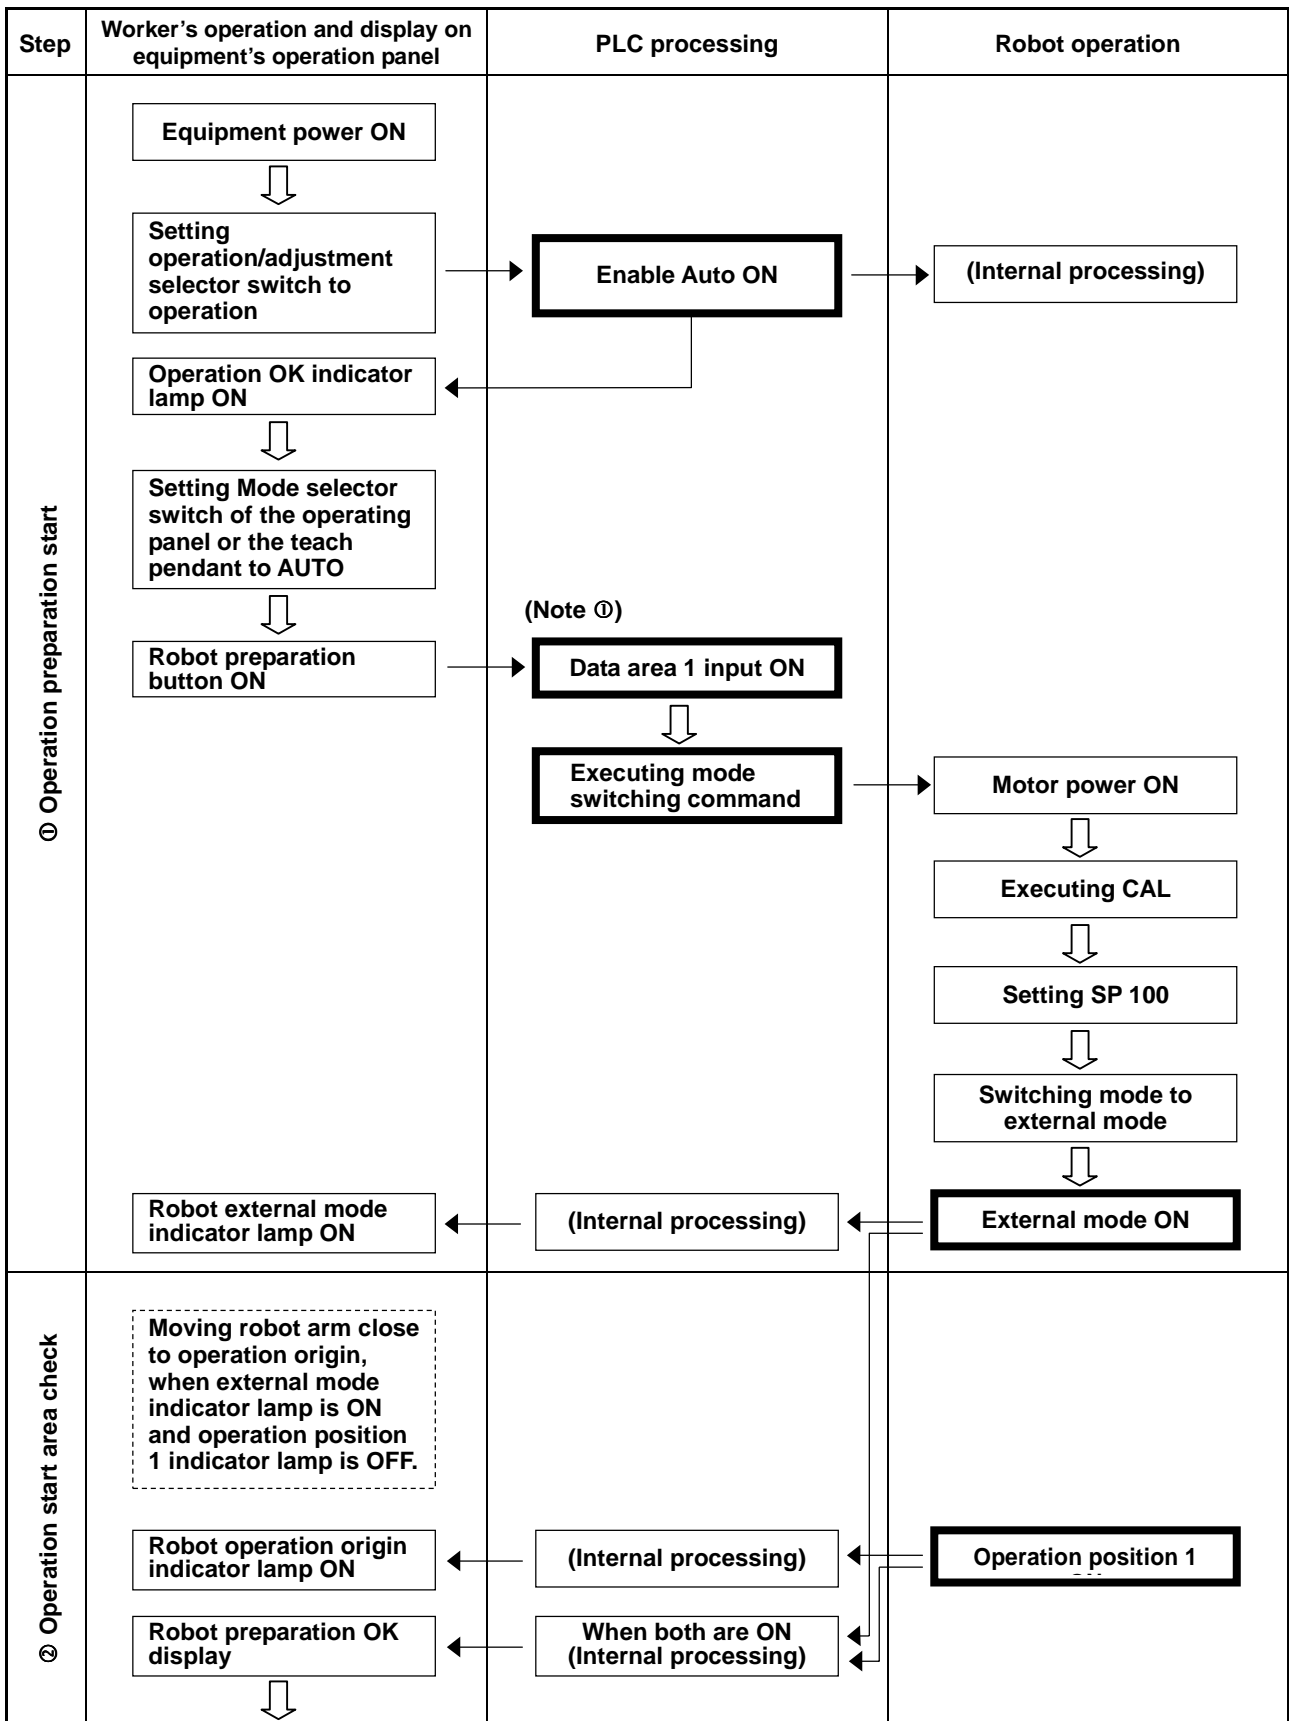 Step
Worker's operation and display on
equipment's operation panel
PLC processing
Robot operation
① Operation preparation start
Equipment power ON
Setting
operation/adjustment
selector switch to
operation
Enable Auto ON
(Internal processing)
Operation OK indicator
lamp ON
Setting Mode selector
switch of the operating
panel or the teach
pendant to AUTO
(Note ①)
Robot preparation
button ON
Data area 1 input ON
Executing mode
switching command
Motor power ON
Executing CAL
Setting SP 100
Switching mode to
external mode
Robot external mode
indicator lamp ON
(Internal processing)
External mode ON
② Operation start area check
Moving robot arm close
to operation origin,
when external mode
indicator lamp is ON
and operation position
1 indicator lamp is OFF.
Robot operation origin
indicator lamp ON
(Internal processing)
Operation position 1
Robot preparation OK
display
When both are ON
(Internal processing)